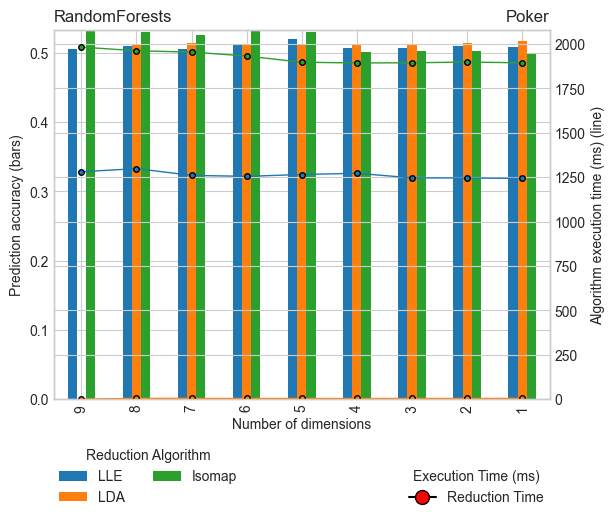 RandomForests Poker
Prediction accuracy (bars)
0.5
0.4
0.3
0.2
0.1
0.0
2000
1750
1500
1250
1000
750
500
250
0
Algorithm execution time (ms) (line)
9 8 7 6 5 4 3 2 1
Number of dimensions
Reduction Algorithm
LLE
LDA
Isomap
Execution Time (ms)
Reduction Time